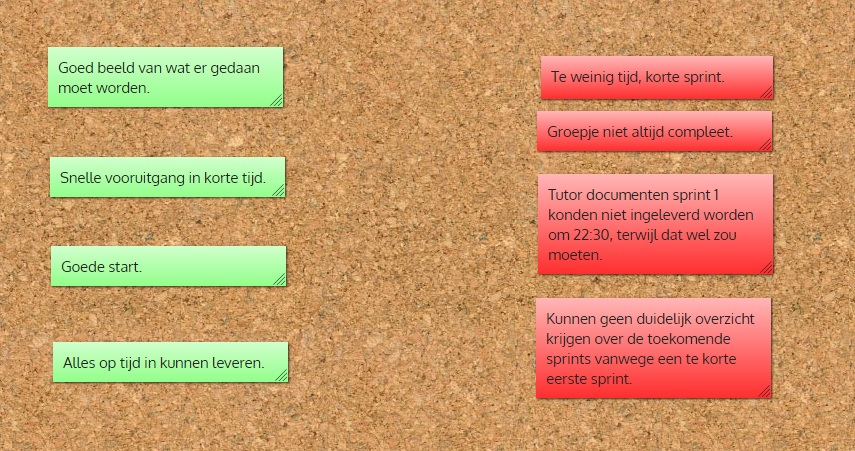 Goed beeld van wat er gedaan
moet worden.
Snelle vooruitgang in korte tijd.
Goede start.
Alles op tijd in kunnen leveren.
Te weinig tijd, korte sprint.
Groepje niet altijd compleet.
Tutor documenten sprint 1
konden niet ingeleverd worden
om 22:30, terwijl dat wel zou
moeten.
Kunnen geen duidelijk overzicht
krijgen over de toekomende
sprints vanwege een te korte
eerste sprint.